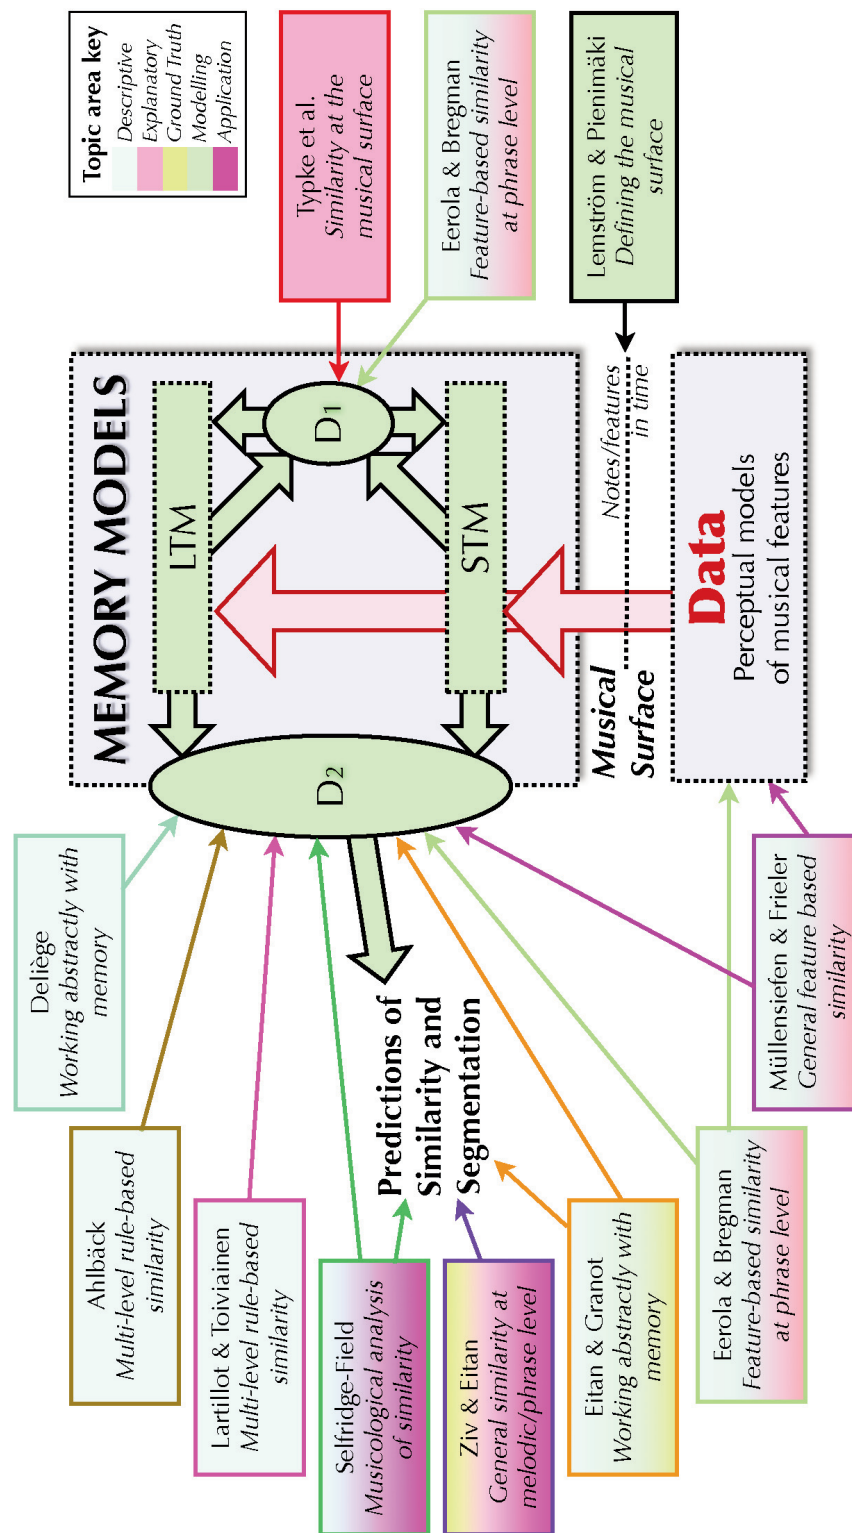 Deliège
Working abstractly with
memory
Ahlbäck
Multi-level rule-based
similarity
Lartillot & Toiviainen
Multi-level rule-based
similarity
Selfridge-Field
Musicological analysis
of similarity
Ziv & Eitan
General similarity at
melodic/phrase level
Eitan & Granot
Working abstractly with
memory
Eerola & Bregman
Feature-based similarity
at phrase level
Müllensiefen & Frieler
General feature based
similarity
Predictions of
Similarity and
Segmentation
MEMORY MODELS
LTM
D2
D1
STM
Musical
Surface
Notes/features
in time
Data
Perceptual models
of musical features
Topic area key
Descriptive
Explanatory
Ground Truth
Modelling
Application
Typke et al.
Similarity at the
musical surface
Eerola & Bregman
Feature-based similarity
at phrase level
Lemström & Pienimäki
Defining the musical
surface